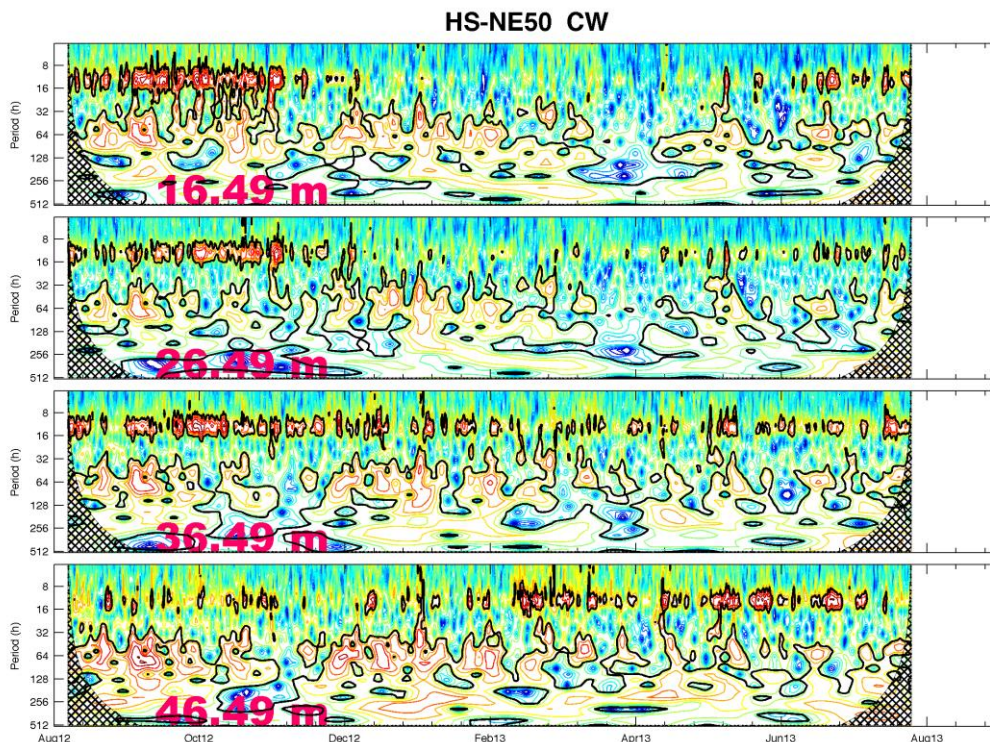 HS-NE50 CW
8
16
32
64
128
256
512
Period (h)
16.49 m
8
16
32
64
128
256
512
Period (h)
26.49 m
8
16
32
64
128
256
512
Period (h)
36.49 m
8
16
32
64
128
256
512
Period (h)
46.49 m
Aug12 Oct12 Dec12 Feb13 Apr13 Jun13 Aug13